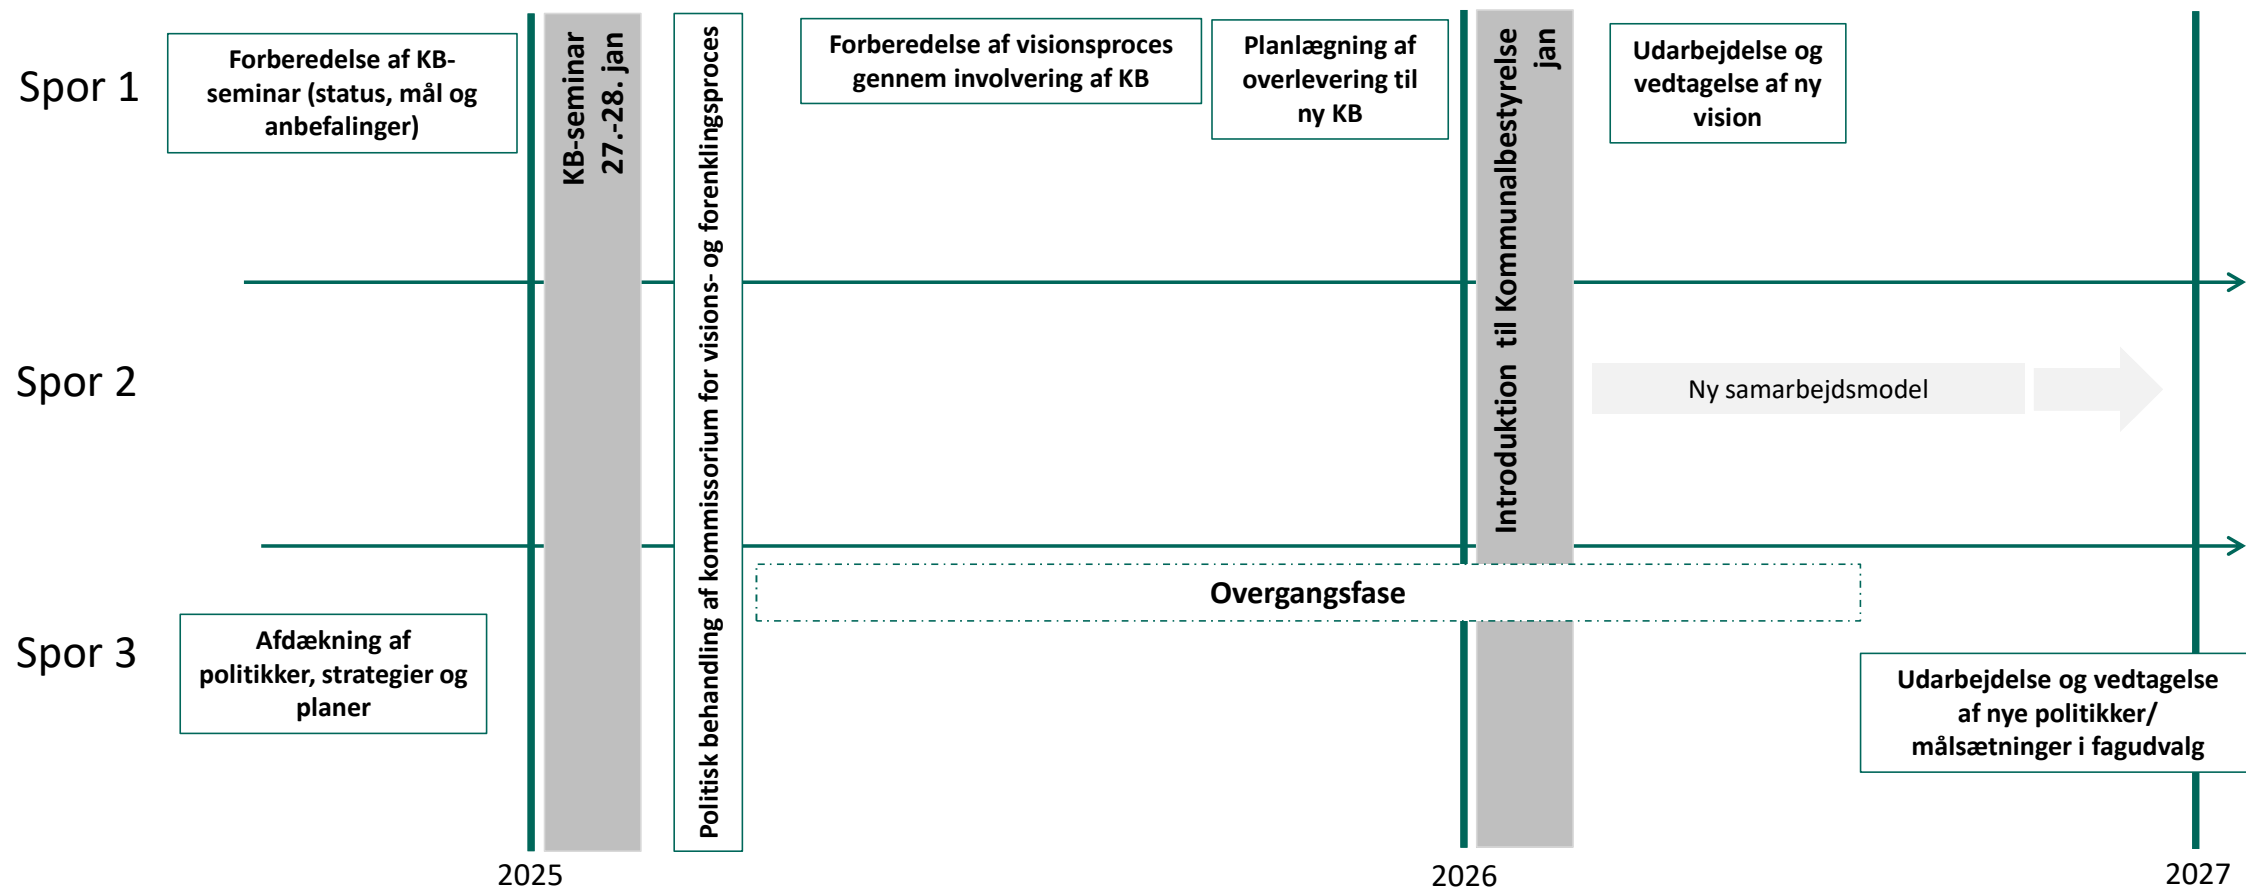 Spor 1
Forberedelse af KB-
seminar (status, mål og
anbefalinger)
KB-seminar
27.-28. jan
Politisk behandling af kommissorium for visions- og forenklingsproces
Forberedelse af visionsproces
gennem involvering af KB
Planlægning af
overlevering til
ny KB
Introduktion til Kommunalbestyrelse
jan
Udarbejdelse og
vedtagelse af ny
vision
Spor 2
Ny samarbejdsmodel
Spor 3
Overgangsfase
Afdækning af
politikker, strategier og
planer
Udarbejdelse og vedtagelse
af nye politikker/
målsætninger i fagudvalg
2025
2026
2027